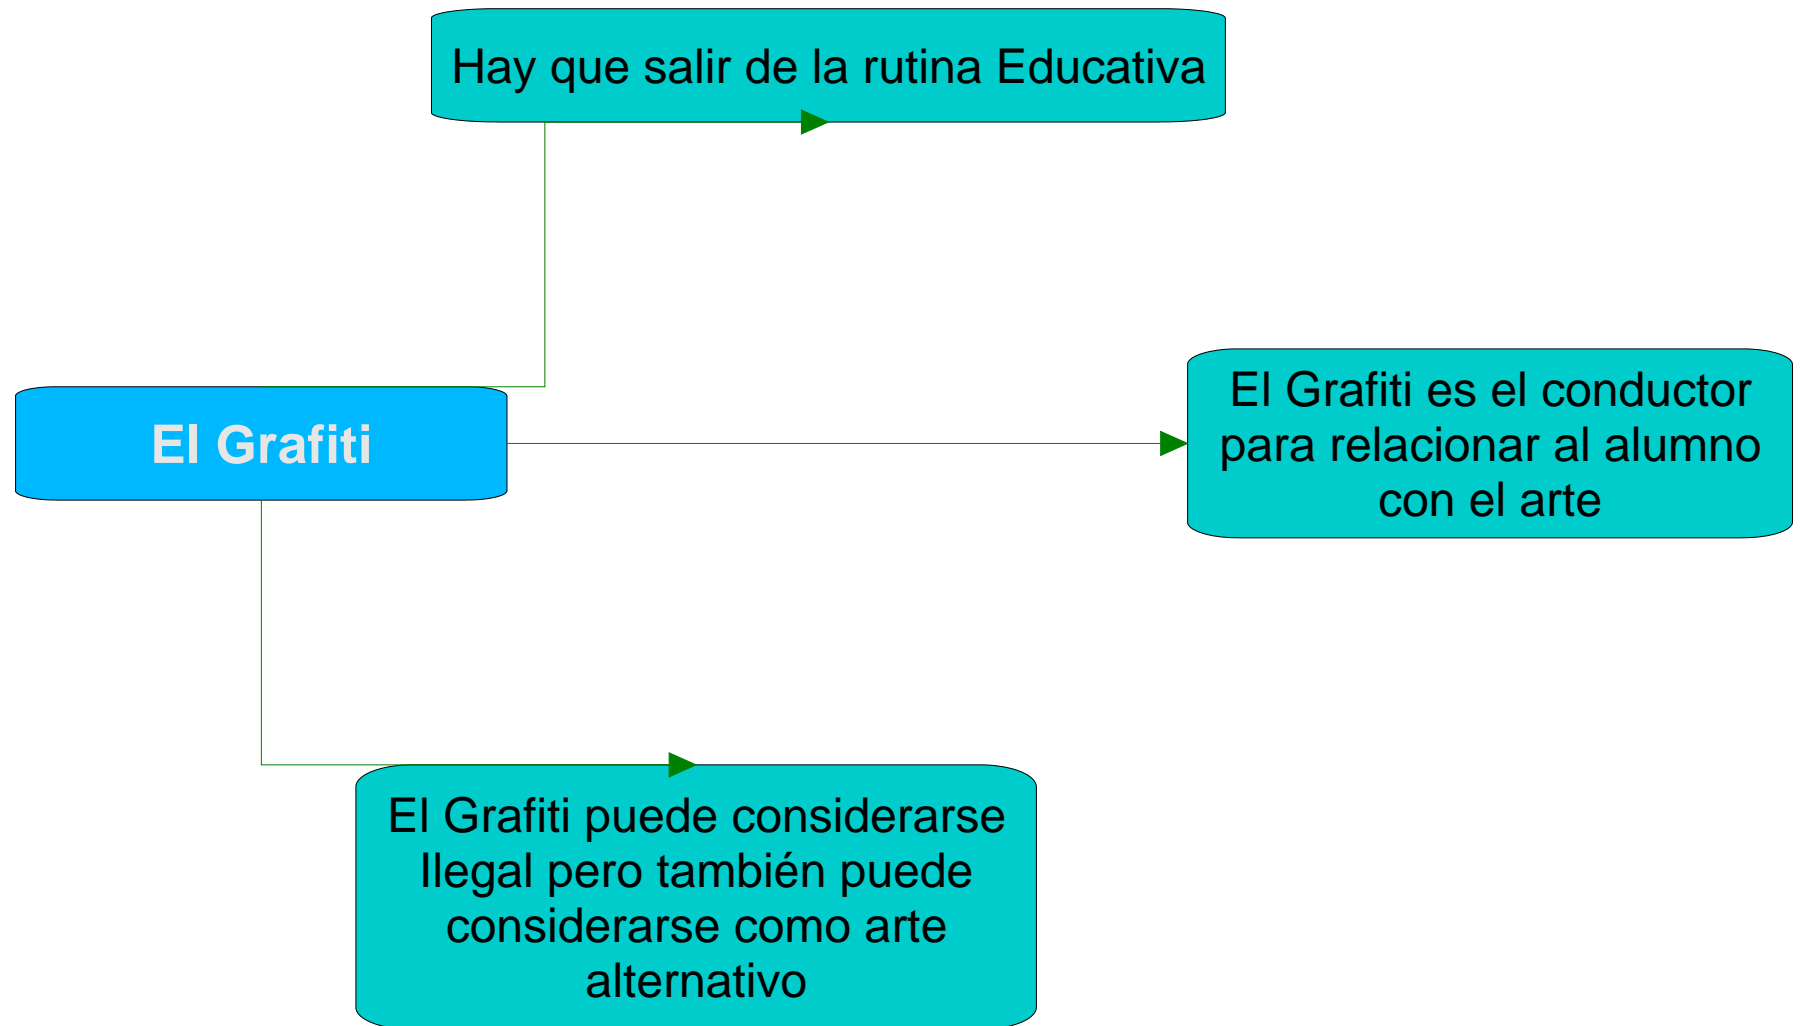 Hay que salir de la rutina Educativa
El Grafiti
El Grafiti es el conductor
para relacionar al alumno
con el arte
El Grafiti puede considerarse
Ilegal pero también puede
considerarse como arte
alternativo